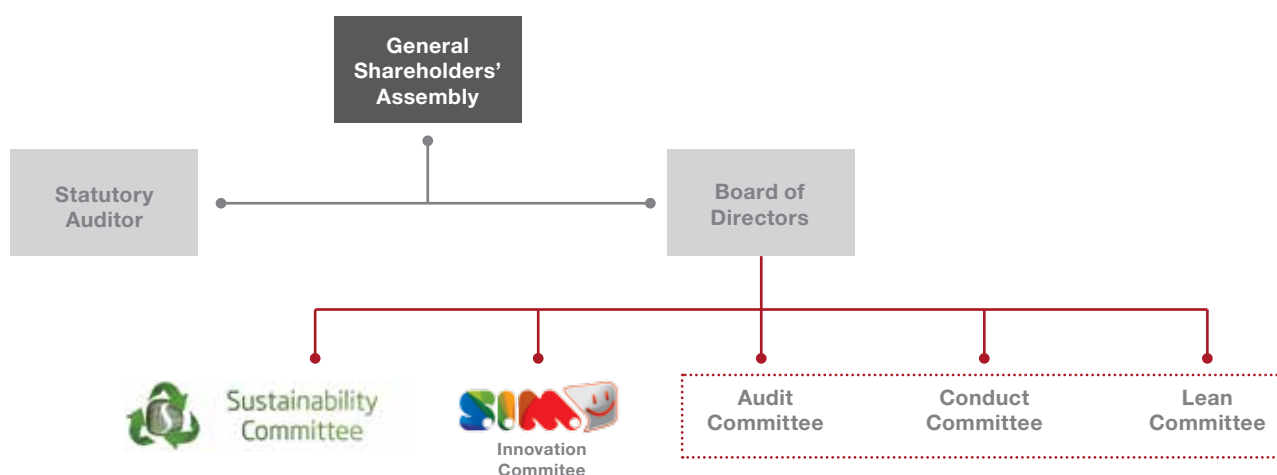 General
Shareholders’
Assembly
Statutory
Auditor
Board of
Directors
Sustainability
Committee
S.I.M.
Innovation
Commitee
Audit
Committee
Conduct
Committee
Lean
Committee